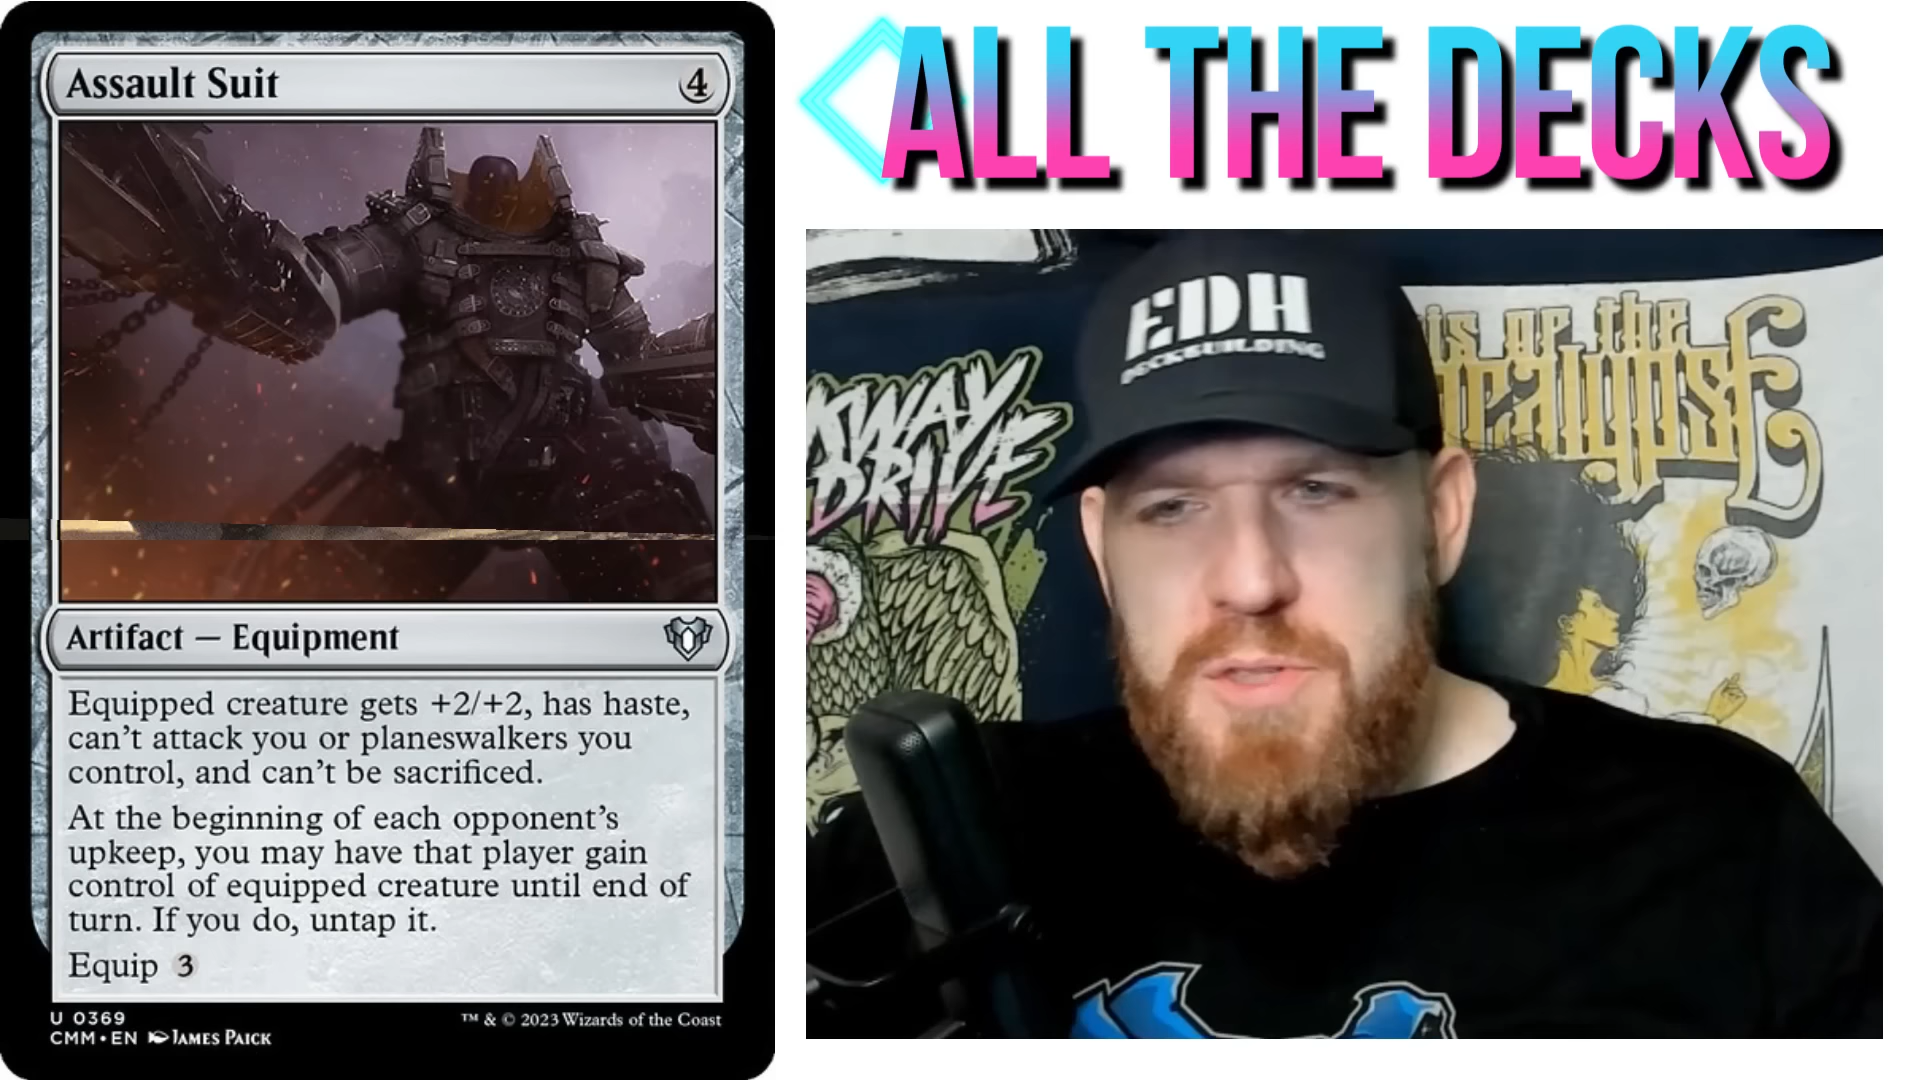 Assault Suit 4
Artifact — Equipment
Equipped creature gets +2/+2, has haste,
can't attack you or planeswalkers you
control, and can't be sacrificed.
At the beginning of each opponent's
upkeep, you may have that player gain
control of equipped creature until end of
turn. If you do, untap it.
Equip 3
U 0369
CMM • EN JAMES PAICK
™ & © 2023 Wizards of the Coast
ALL THE DECKS
EDH
DECKBUILDING
DRIVE
of the